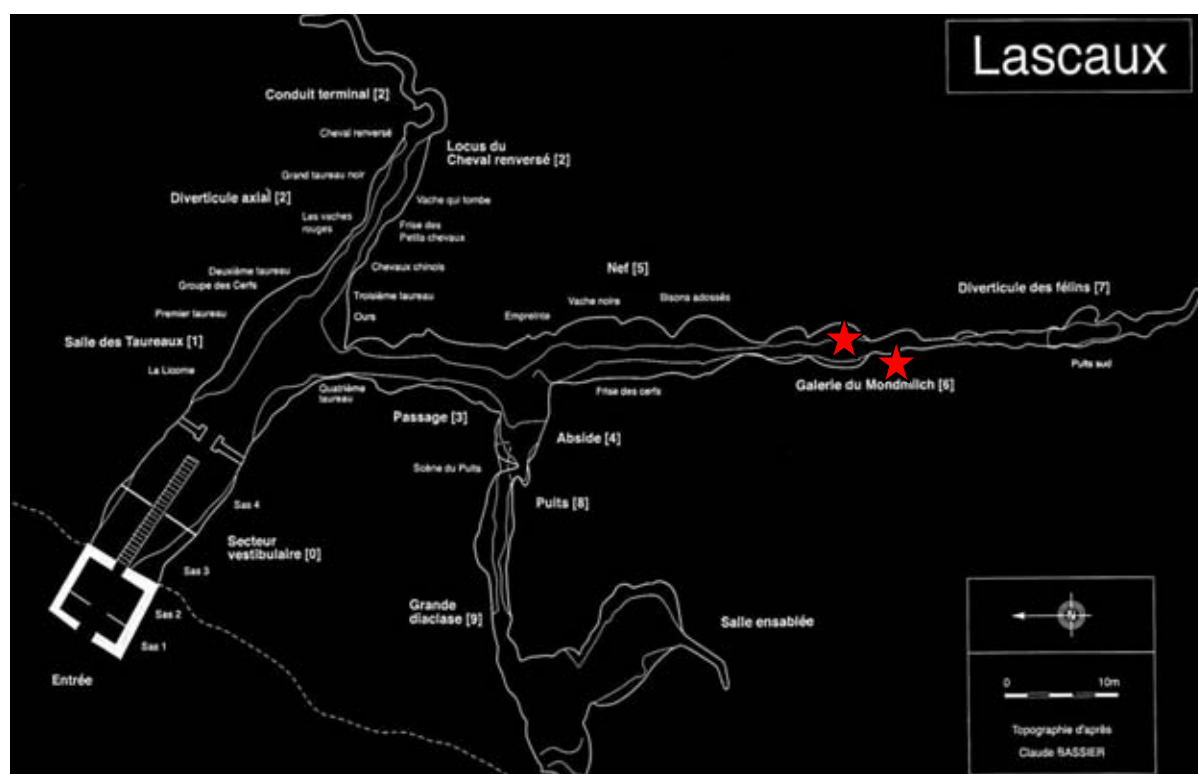 Lascaux
Conduit terminal [2]
Cheval renversé
Locus du
Cheval renversé [2]
Grand taureau noir
Diverticule axial [2]
Vache qui tombe
Les vaches
rouges
Frise des
Petits chevaux
Deuxième taureau
Groupe des Cerfs
Chevaux chinois
Nef [5]
Premier taureau
Troisième taureau
Ours
Empreinte
Vache noire
Bisons adossés
Diverticule des félins [7]
Salle des Taureaux [1]
La Licorne
Quatrième
taureau
Passage [3]
Frise des cerfs
Galerie du Mondmilch [6]
Puits sud
Abside [4]
Scène du Puits
Puits [8]
Sas 4
Secteur
vestibulaire [0]
Sas 3
Sas 2
Sas 1
Entrée
Grande
diaclase [9]
Salle ensablée
N
0 10m
Topographie d'après
Claude BASSIER